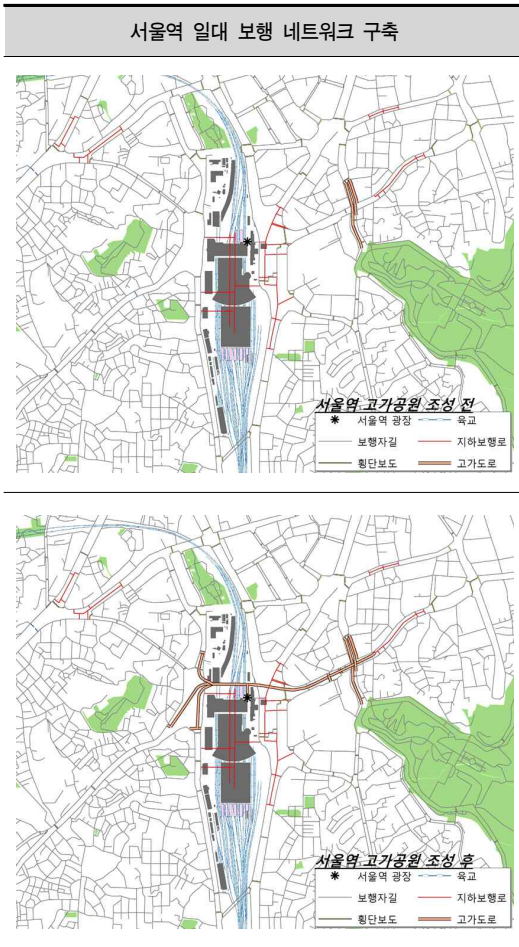 서울역 일대 보행 네트워크 구축
서울역 고가공원 조성 전
서울역 광장 육교
보행자길 지하보행로
횡단보도 고가도로
서울역 고가공원 조성 후
서울역 광장 육교
보행자길 지하보행로
횡단보도 고가도로